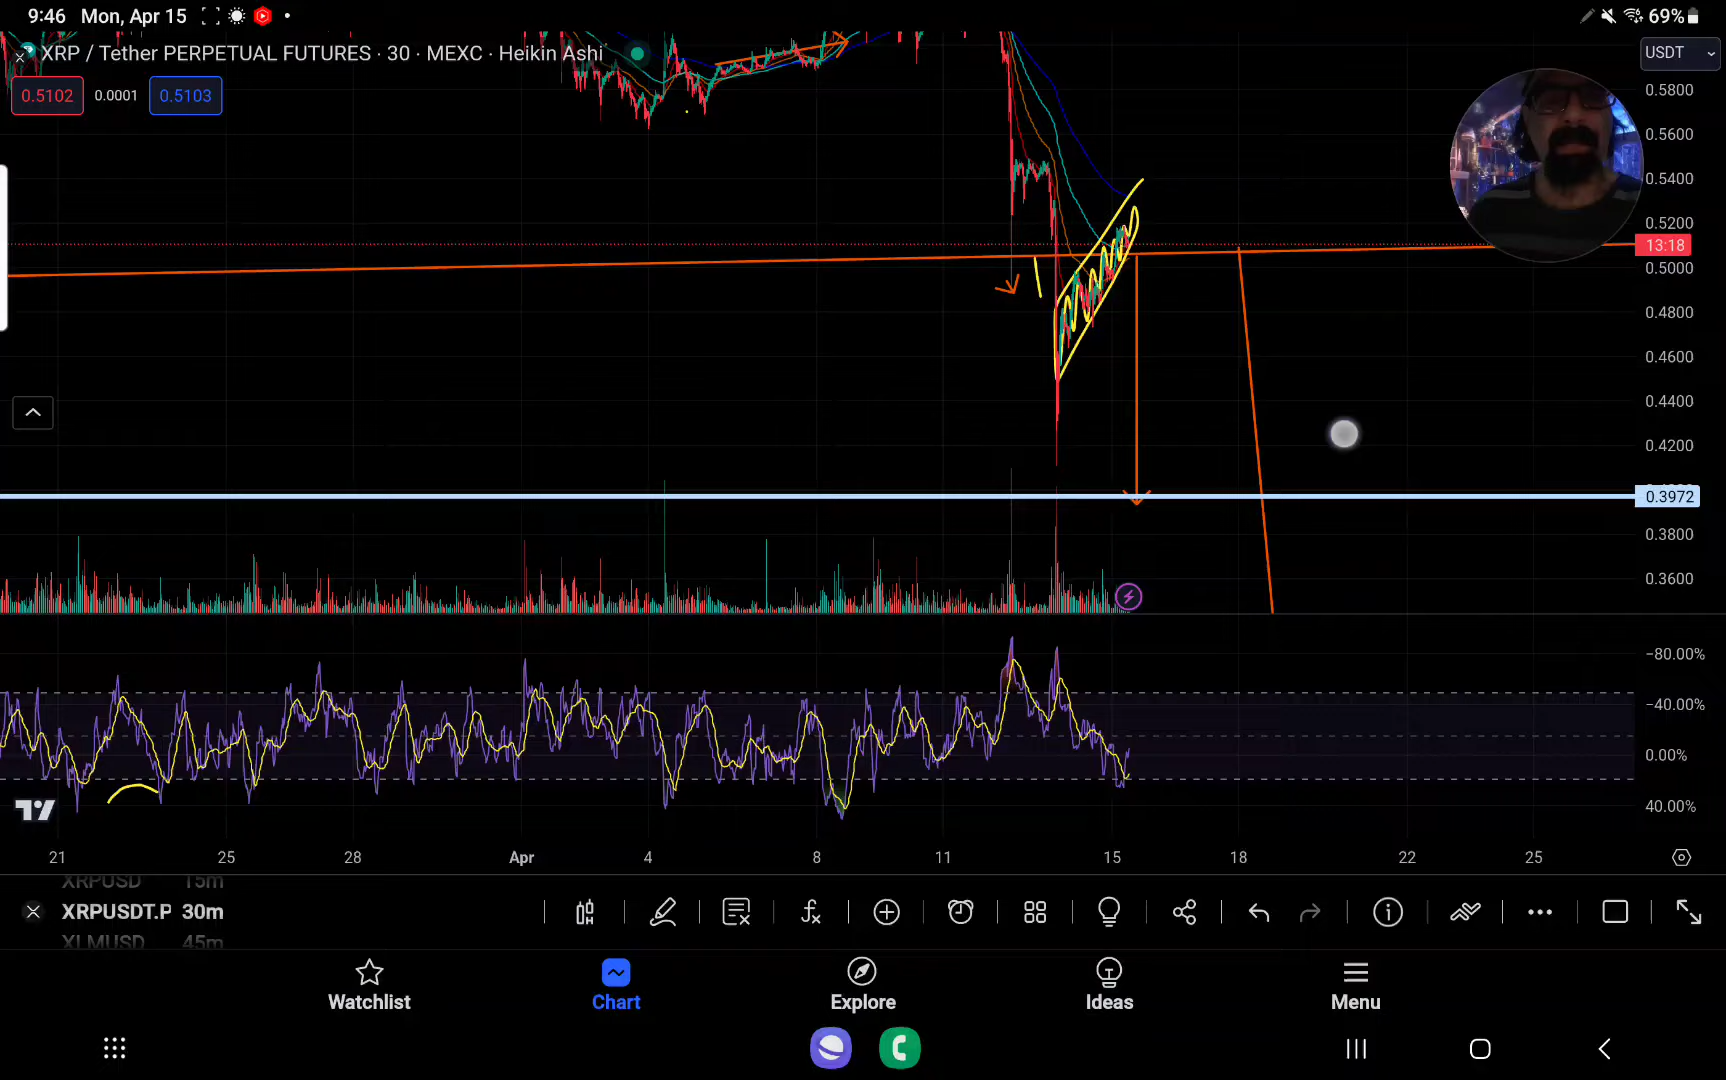 9:46 Mon, Apr 15
69%
XRP / Tether PERPETUAL FUTURES · 30 · MEXC · Heikin Ashi
USDT
0.5102 0.0001 0.5103
0.5800
0.5600
0.5400
0.5200
13:18
0.5000
0.4800
0.4600
0.4400
0.4200
0.3972
0.3800
0.3600
−80.00%
−40.00%
0.00%
40.00%
21 25 28 Apr 4 8 11 15 18 22 25
XRPUSD 15m
XRPUSDT.P 30m
XLMUSD 45m
Watchlist Chart Explore Ideas Menu